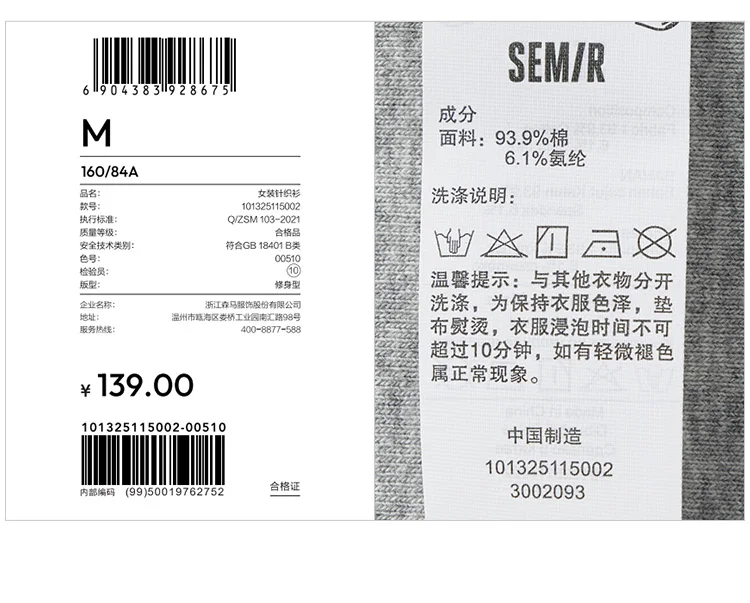 6 904383 928675
M
160/84A
品名: 女装针织衫
款号: 101325115002
执行标准: Q/ZSM 103-2021
质量等级: 合格品
安全技术类别: 符合GB 18401 B类
色号: 00510
检验员: 10
版型: 修身型
企业名称: 浙江森马服饰股份有限公司
地址: 温州市瓯海区娄桥工业园南汇路98号
服务热线: 400-8877-588
¥ 139.00
101325115002-00510
内部编码 (99)50019762752
合格证
SEM/R
成分
面料: 93.9%棉
6.1%氨纶
洗涤说明:
温馨提示: 与其他衣物分开
洗涤, 为保持衣服色泽, 垫
布熨烫, 衣服浸泡时间不可
超过10分钟, 如有轻微褪色
属正常现象。
中国制造
101325115002
3002093